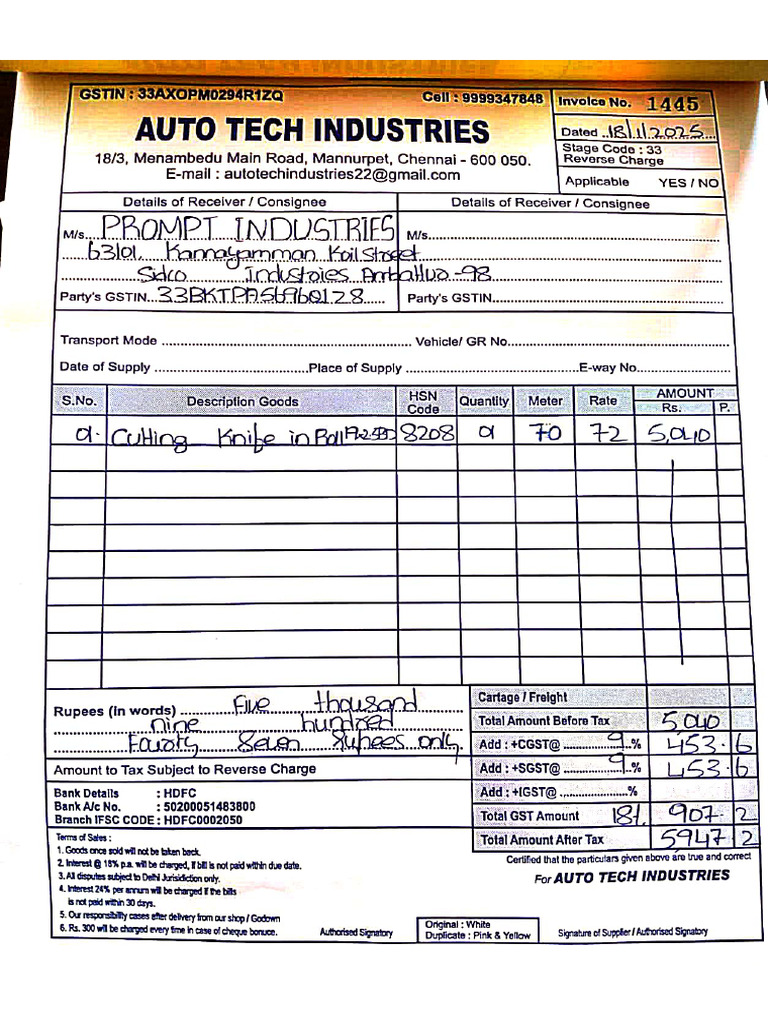 GSTIN : 33AXOPM0294R1ZQ Cell : 9999347848 Invoice No. 1445
AUTO TECH INDUSTRIES Dated 18/1/2025
18/3, Menambedu Main Road, Mannurpet, Chennai - 600 050. Stage Code : 33
Reverse Charge
E-mail : autotechindustries22@gmail.com Applicable YES / NO
Details of Receiver / Consignee Details of Receiver / Consignee
M/s. PROMPT INDUSTRIES M/s.
63/01, Kannayamman Koil Street
Sidco Industries -98
Party's GSTIN. 33BKTPA5696Q1Z8 Party's GSTIN
Transport Mode Vehicle/ GR No.
Date of Supply Place of Supply E-way No.
S.No. Description Goods HSN Code Quantity Meter Rate AMOUNT
Rs. P.
01. Cutting Knife in Roll 8208 01 70 72 5,040
Rupees (in words) Five thousand
nine hundred
Fourty Seven rupees only.
Cartage / Freight
Total Amount Before Tax 5,040
Add : +CGST@ 9 % 453.6
Add : +SGST@ 9 % 453.6
Amount to Tax Subject to Reverse Charge
Add : +IGST@ %
Bank Details : HDFC
Bank A/c No. : 50200051483800
Branch IFSC CODE : HDFC0002050
Total GST Amount 18%. 907.2
Total Amount After Tax 5947 2
Terms of Sales :
1. Goods once sold will not be taken back.
2. Interest @ 18% p.a. will be charged, if bill is not paid within due date.
3. All disputes subject to Delhi Jurisdiction only.
4. Interest 24% per annum will be charged if the bills
is not paid within 30 days.
5. Our responsibility cases after delivery from our shop / Godown
6. Rs. 300 will be charged every time in case of cheque bonuce.
Certified that the particulars given above are true and correct
For AUTO TECH INDUSTRIES
Authorised Signatory
Original : White
Duplicate : Pink & Yellow
Signature of Supplier / Authorised Signatory